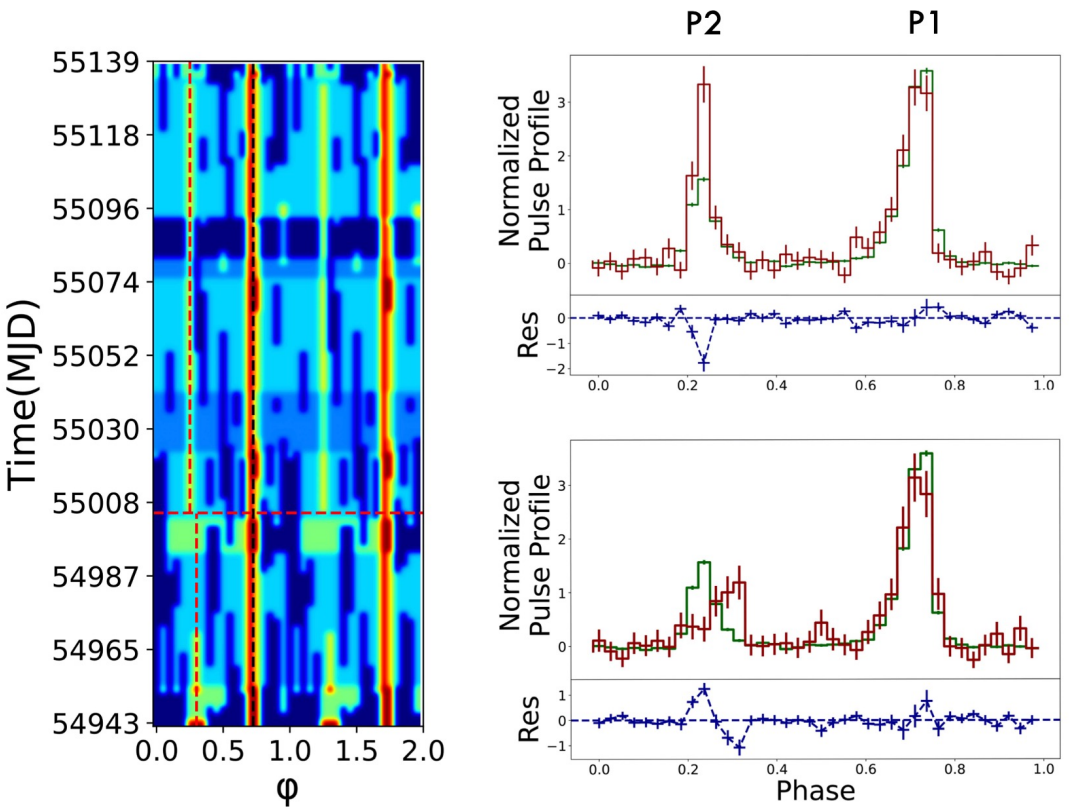 P2
P1
55139
55118
55096
55074
55052
55030
55008
54987
54965
54943
Time(MJD)
0.0 0.5 1.0 1.5 2.0
φ
Normalized
Pulse Profile
3
2
1
0
Res
0
−1
−2
0.0 0.2 0.4 0.6 0.8 1.0
Normalized
Pulse Profile
3
2
1
0
Res
1
0
−1
0.0 0.2 0.4 0.6 0.8 1.0
Phase